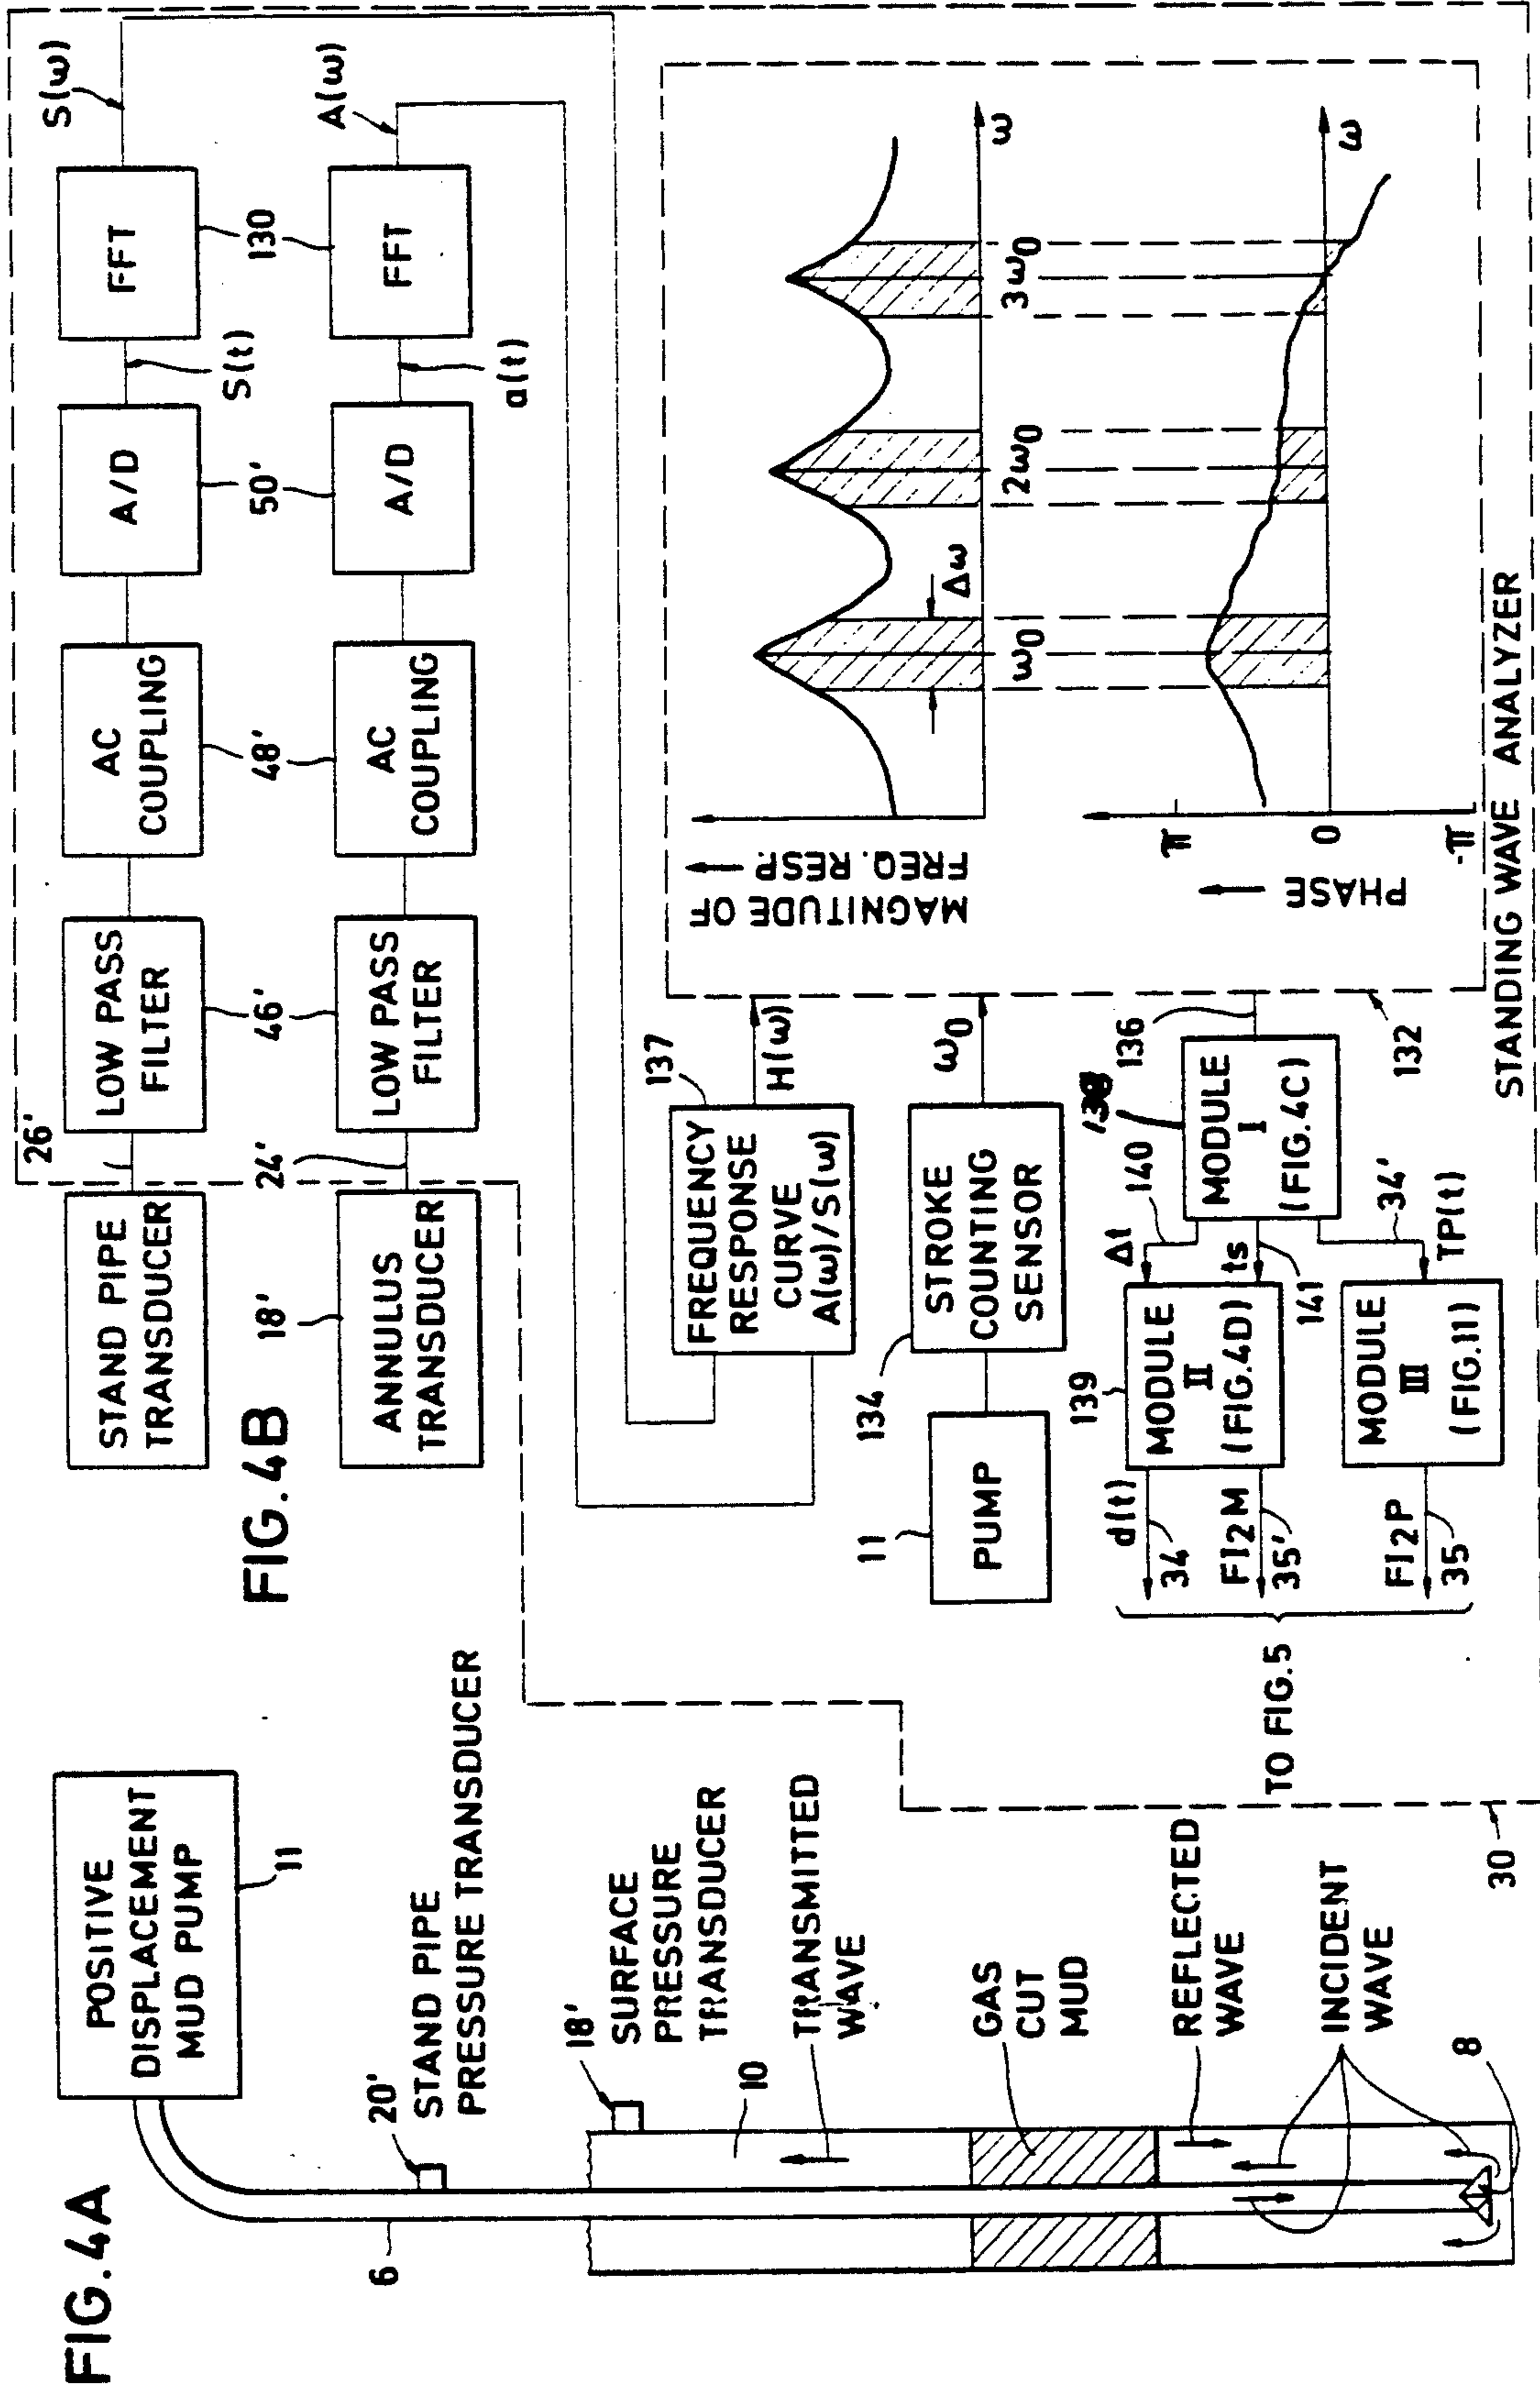 FIG.4A
POSITIVE
DISPLACEMENT
MUD PUMP
11
20'
STAND PIPE
PRESSURE TRANSDUCER
6
18'
SURFACE
PRESSURE
TRANSDUCER
10
TRANSMITTED
WAVE
GAS
CUT
MUD
REFLECTED
WAVE
INCIDENT
WAVE
8
30
FIG.4B
STAND PIPE
TRANSDUCER
26'
LOW PASS
FILTER
AC
COUPLING
A/D
S(t)
FFT
S(ω)
46'
48'
50'
130
18'
ANNULUS
TRANSDUCER
24'
LOW PASS
FILTER
AC
COUPLING
A/D
a(t)
FFT
A(ω)
137
FREQUENCY
RESPONSE
CURVE
A(ω)/S(ω)
H(ω)
MAGNITUDE OF
FREQ. RESP.
Δω
ω0
2ω0
3ω0
ω
11
PUMP
134
STROKE
COUNTING
SENSOR
ω0
PHASE
π
0
-π
ω
138
136
MODULE
I
(FIG.4C)
140
Δt
ts
141
34'
TP(t)
139
MODULE
II
(FIG.4D)
d(t)
34
FI2M
35'
MODULE
III
(FIG.11)
FI2P
35
TO FIG.5
132
STANDING WAVE ANALYZER